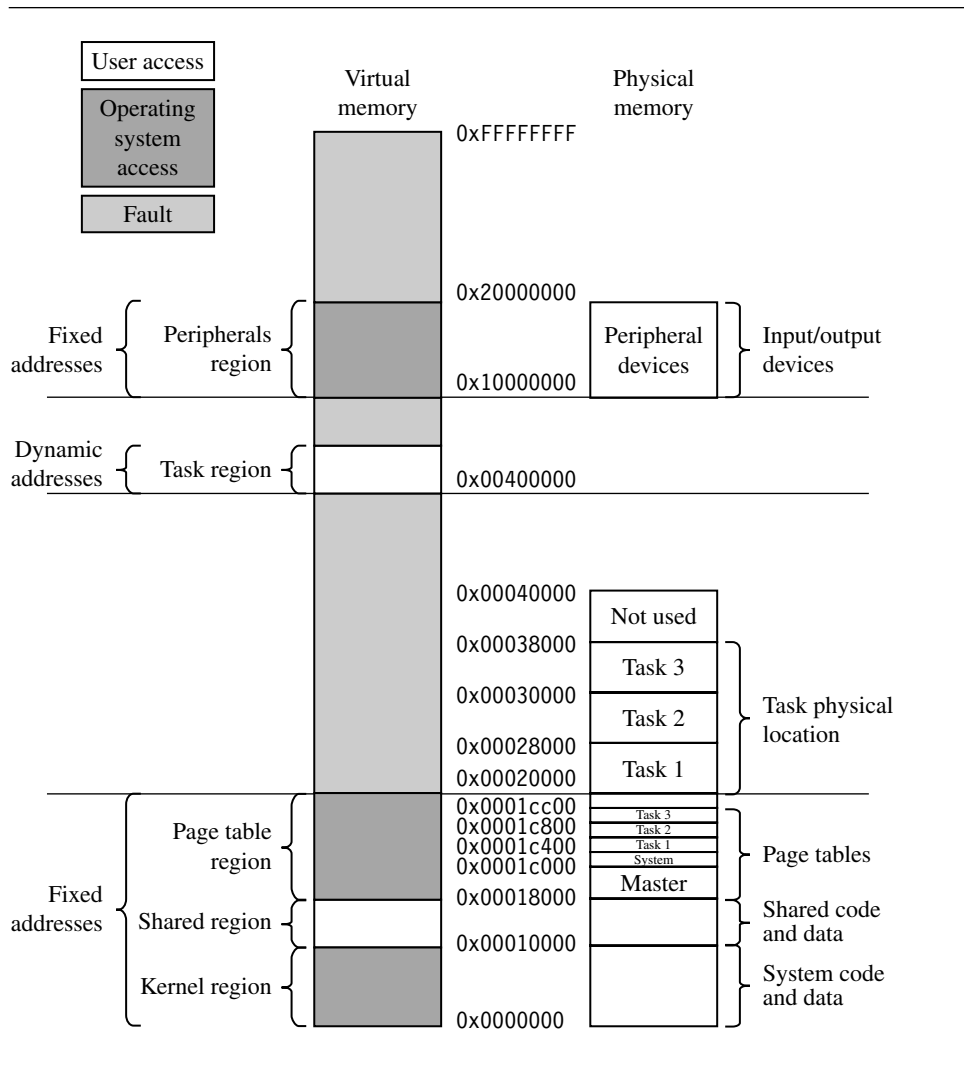 User access
Operating
system
access
Fault
Virtual
memory
Physical
memory
0xFFFFFFFF
0x20000000
Fixed
addresses
Peripherals
region
Peripheral
devices
Input/output
devices
0x10000000
Dynamic
addresses
Task region
0x00400000
0x00040000
Not used
0x00038000
Task 3
0x00030000
Task 2
0x00028000
Task 1
0x00020000
Task physical
location
0x0001cc00
Task 3
0x0001c800
Task 2
0x0001c400
Task 1
System
0x0001c000
Master
0x00018000
Page table
region
Page tables
Fixed
addresses
Shared region
Shared code
and data
0x00010000
Kernel region
System code
and data
0x0000000